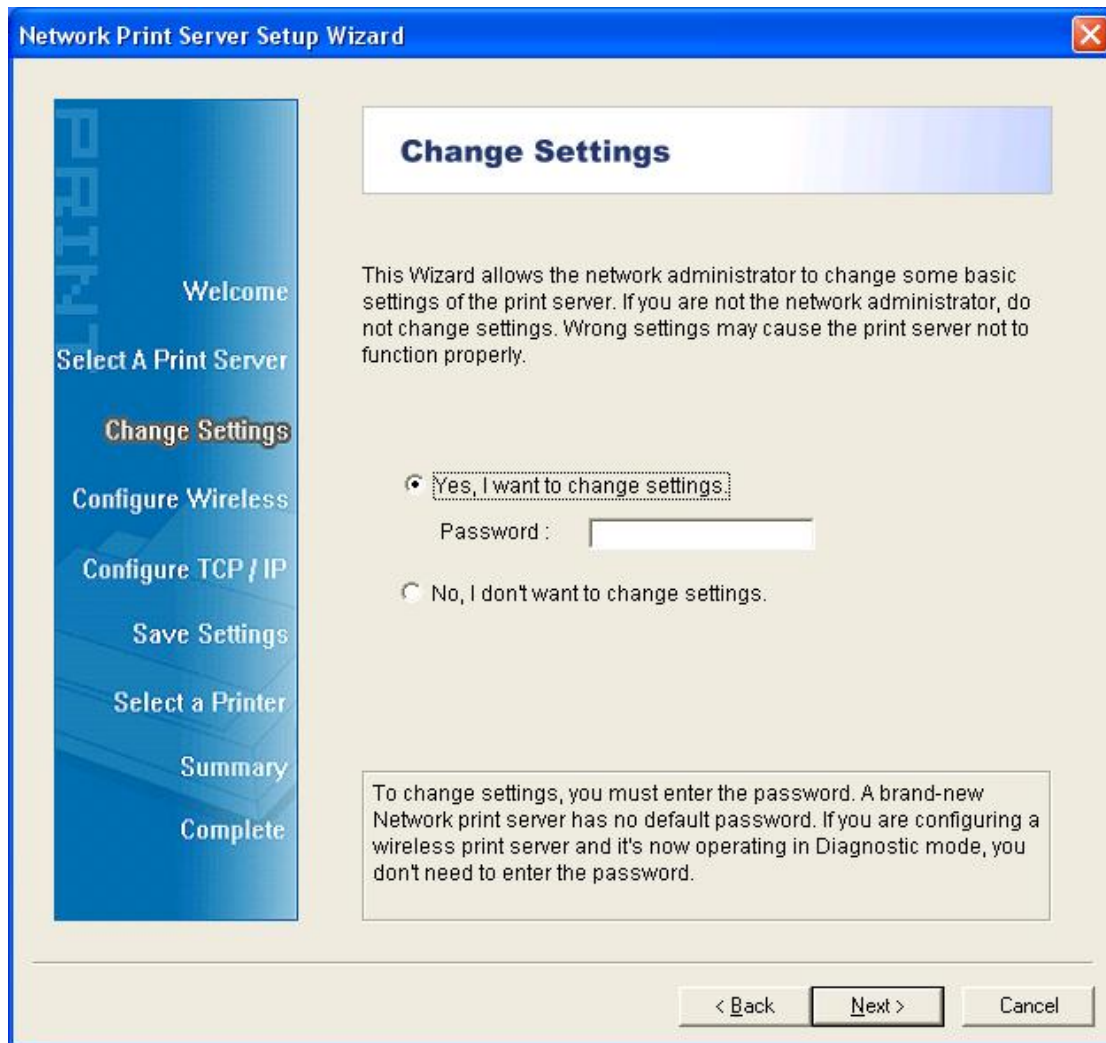 Network Print Server Setup Wizard
PRINT
Welcome
Select A Print Server
Change Settings
Configure Wireless
Configure TCP / IP
Save Settings
Select a Printer
Summary
Complete
Change Settings
This Wizard allows the network administrator to change some basic
settings of the print server. If you are not the network administrator, do
not change settings. Wrong settings may cause the print server not to
function properly.
Yes, I want to change settings.
Password :
No, I don't want to change settings.
To change settings, you must enter the password. A brand-new
Network print server has no default password. If you are configuring a
wireless print server and it's now operating in Diagnostic mode, you
don't need to enter the password.
< Back
Next >
Cancel